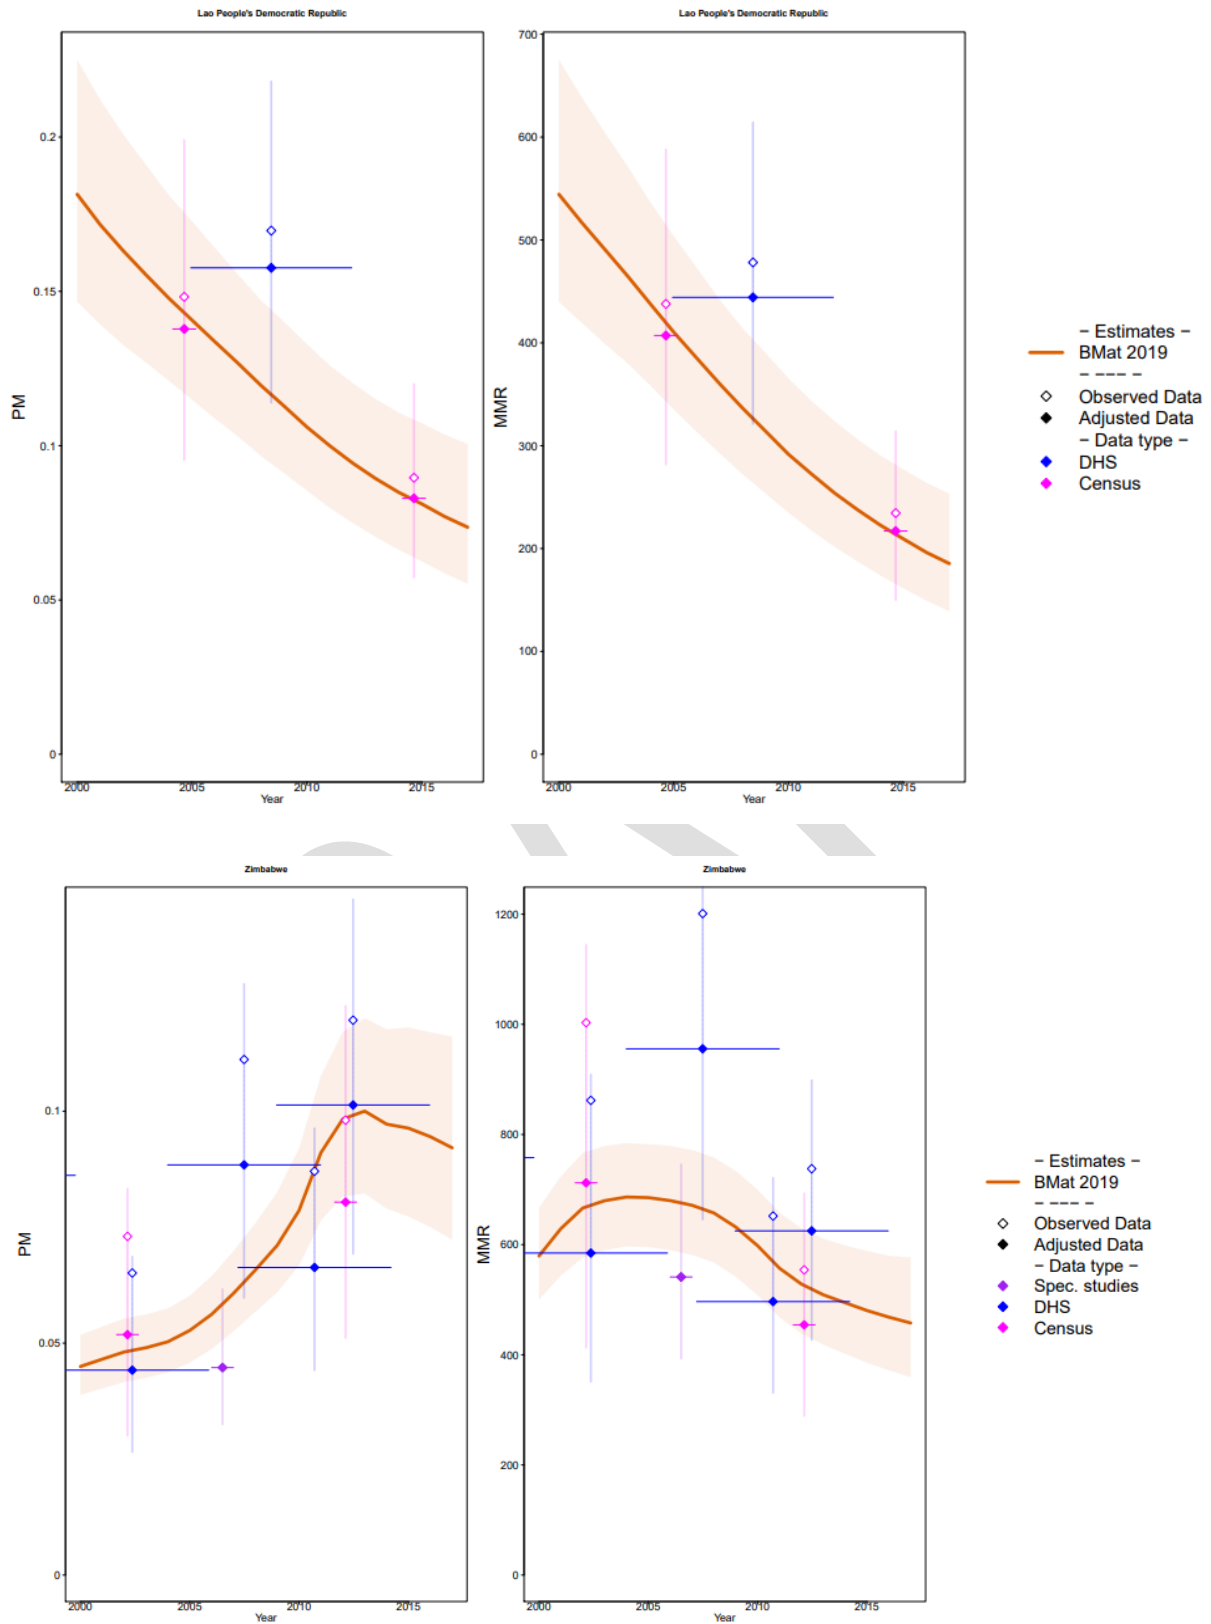 Lao People's Democratic Republic
Lao People's Democratic Republic
0.2
0.15
0.1
0.05
0
PM
2000
2005
2010
2015
Year
700
600
500
400
300
200
100
0
MMR
2000
2005
2010
2015
Year
− Estimates −
BMat 2019
− −−− −
Observed Data
Adjusted Data
− Data type −
DHS
Census
Zimbabwe
Zimbabwe
0.1
0.05
0
PM
2000
2005
2010
2015
Year
1200
1000
800
600
400
200
0
MMR
2000
2005
2010
2015
Year
− Estimates −
BMat 2019
− −−− −
Observed Data
Adjusted Data
− Data type −
Spec. studies
DHS
Census